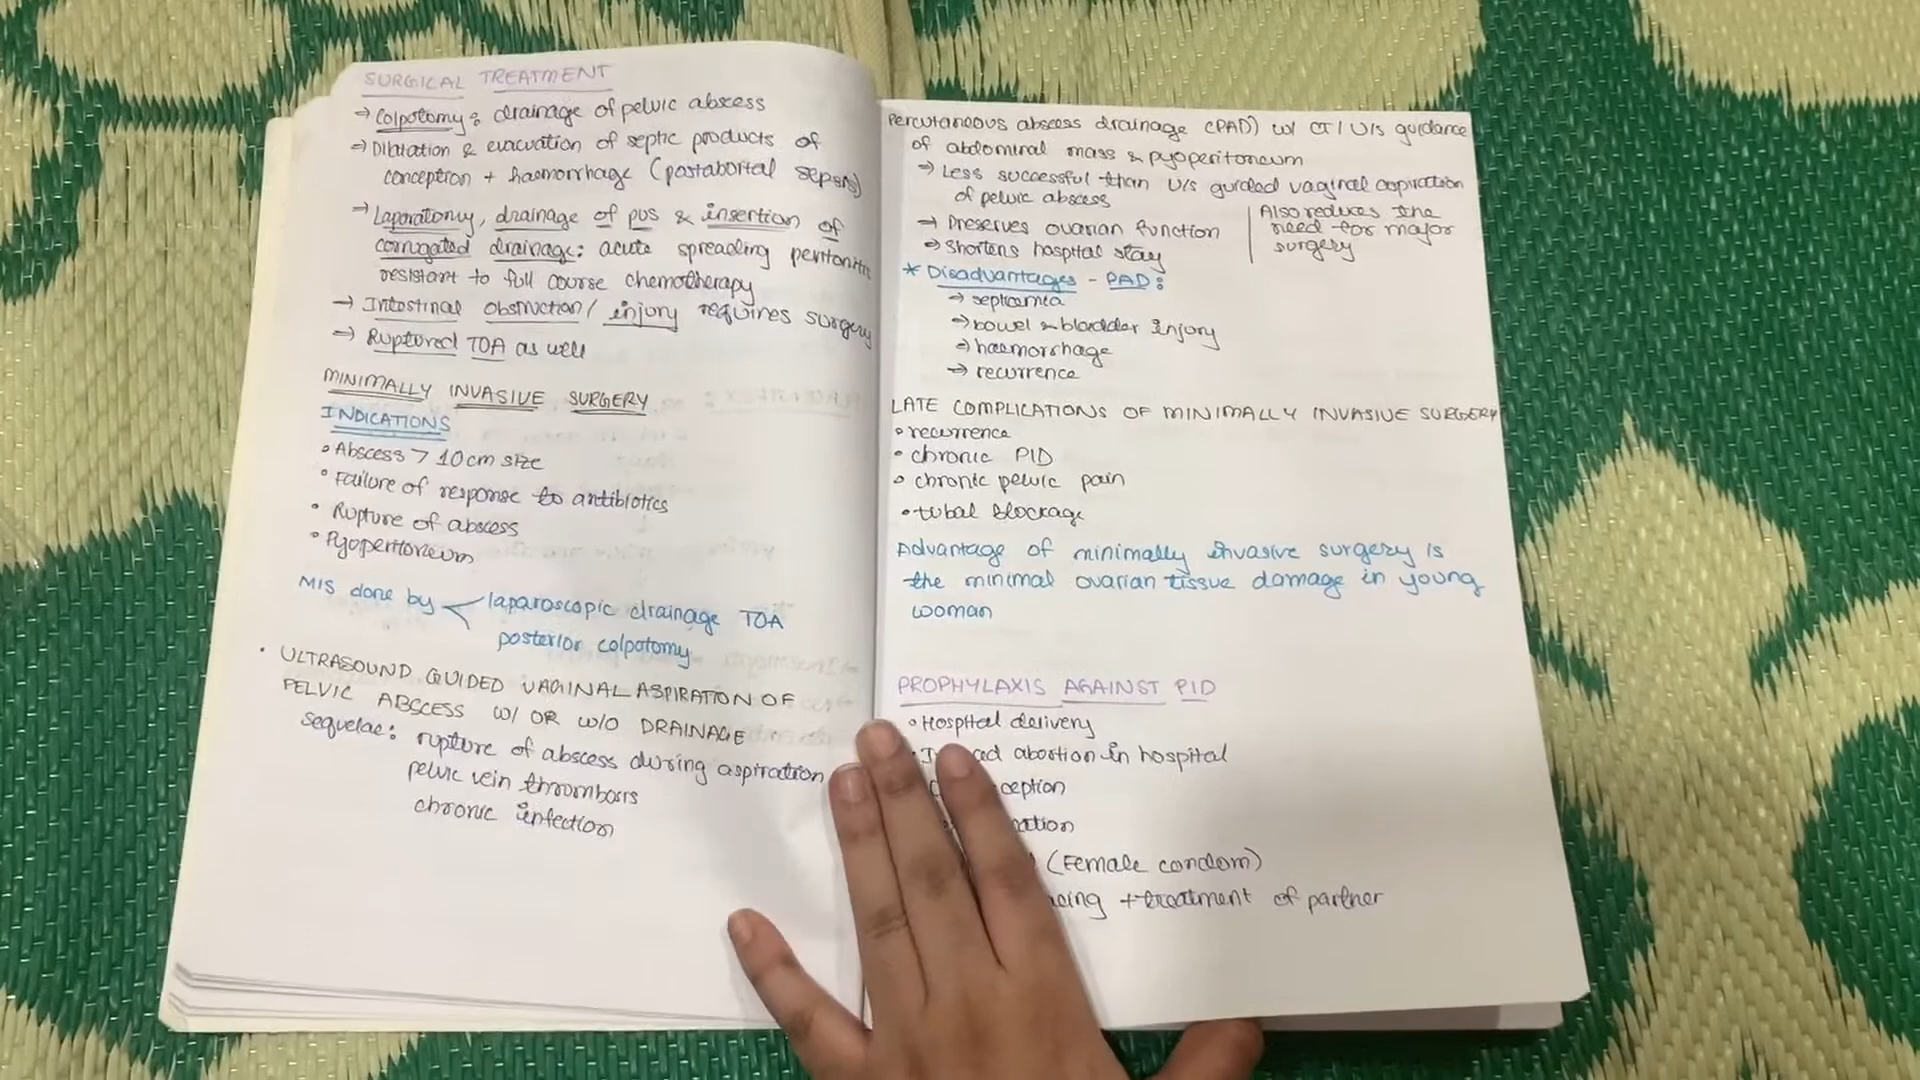 SURGICAL TREATMENT
→ Colpotomy: drainage of pelvic abscess
→ Dilatation & evacuation of septic products of
conception + haemorrhage (postabortal sepsis)
→ Laparatomy, drainage of pus & insertion of
corrugated drainage: acute spreading peritonitis
resistant to full course chemotherapy
→ Intestinal obstruction/ injury requires surgery
→ Ruptured TOA as well
MINIMALLY INVASIVE SURGERY
INDICATIONS
• Abscess > 10cm size
• Failure of response to antibiotics
• Rupture of abscess
• Pyoperitoneum
MIS done by laparoscopic drainage TOA
posterior colpotomy
• ULTRASOUND GUIDED VAGINAL ASPIRATION OF
PELVIC ABSCESS W/ OR W/O DRAINAGE
sequelae: rupture of abscess during aspiration
pelvic vein thrombosis
chronic infection
Percutaneous abscess drainage (PAD) w/ CT/ U/s guidance
of abdominal mass & pyoperitoneum
→ Less successful than U/s guided vaginal aspiration
of pelvic abscess
→ Preserves ovarian function
→ Shortens hospital stay
Also reduces the
need for major
surgery
* Disadvantages - PAD:
→ septicemia
→ bowel & bladder injury
→ haemorrhage
→ recurrence
LATE COMPLICATIONS OF MINIMALLY INVASIVE SURGERY
• recurrence
• chronic PID
• chronic pelvic pain
• tubal blockage
Advantage of minimally invasive surgery is
the minimal ovarian tissue damage in young
woman
PROPHYLAXIS AGAINST PID
• Hospital delivery
abortion in hospital
(Female condom)
+ treatment of partner